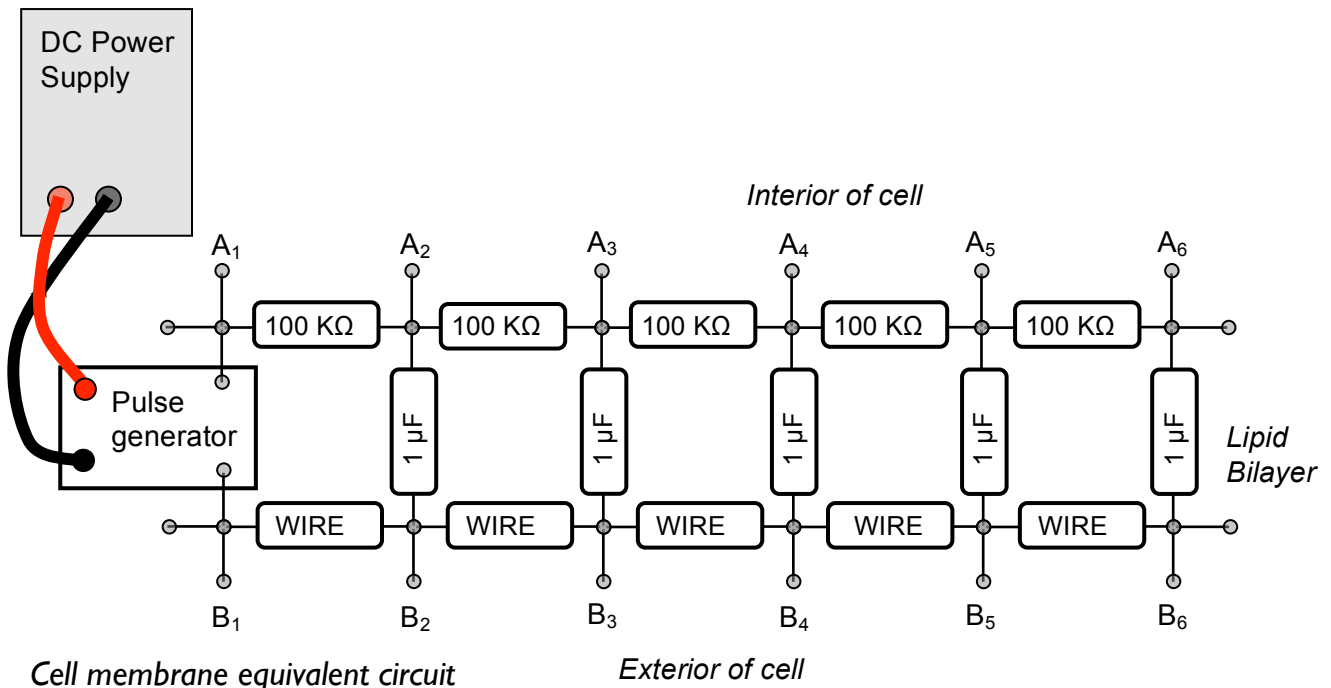 DC Power
Supply
Interior of cell
A₁ A₂ A₃ A₄ A₅ A₆
100 KΩ 100 KΩ 100 KΩ 100 KΩ 100 KΩ
Pulse
generator
1 µF 1 µF 1 µF 1 µF 1 µF
Lipid
Bilayer
WIRE WIRE WIRE WIRE WIRE
B₁ B₂ B₃ B₄ B₅ B₆
Cell membrane equivalent circuit
Exterior of cell